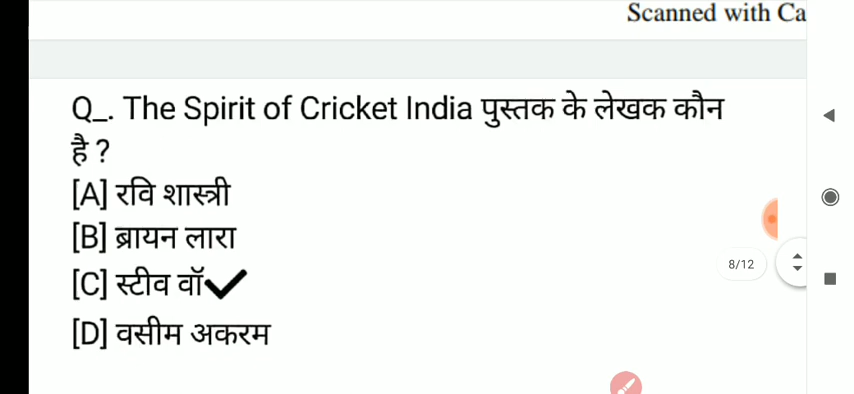 Scanned with Ca
Q_. The Spirit of Cricket India पुस्तक के लेखक कौन
है ?
[A] रवि शास्त्री
[B] ब्रायन लारा
[C] स्टीव वॉ
[D] वसीम अकरम
8/12